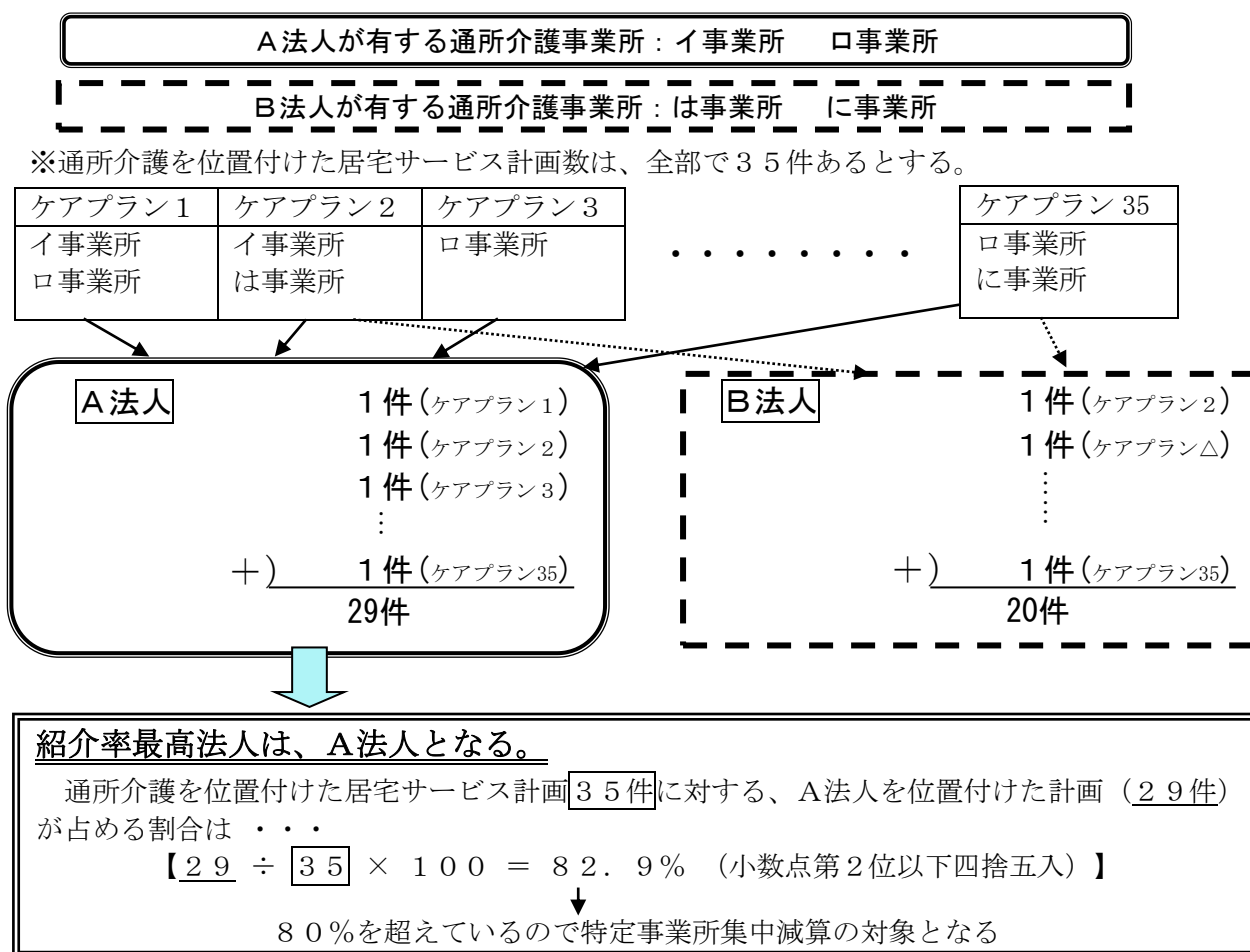 A法人が有する通所介護事業所：イ事業所　ロ事業所
B法人が有する通所介護事業所：は事業所　に事業所
※通所介護を位置付けた居宅サービス計画数は、全部で３５件あるとする。
ケアプラン１　ケアプラン２　ケアプラン３　ケアプラン 35
イ事業所　イ事業所　ロ事業所　・・・・・・・・　ロ事業所
ロ事業所　は事業所　に事業所
A法人　1件(ケアプラン１)
1件(ケアプラン２)
1件(ケアプラン３)
⋮
＋)　1件(ケアプラン35)
29件
B法人　1件(ケアプラン２)
1件(ケアプラン△)
⋮
＋)　1件(ケアプラン35)
20件
紹介率最高法人は、A法人となる。
通所介護を位置付けた居宅サービス計画３５件に対する、A法人を位置付けた計画（２９件）
が占める割合は ・・・
【２９ ÷ ３５ × １００ ＝ ８２．９％ （小数点第２位以下四捨五入）】
８０％を超えているので特定事業所集中減算の対象となる